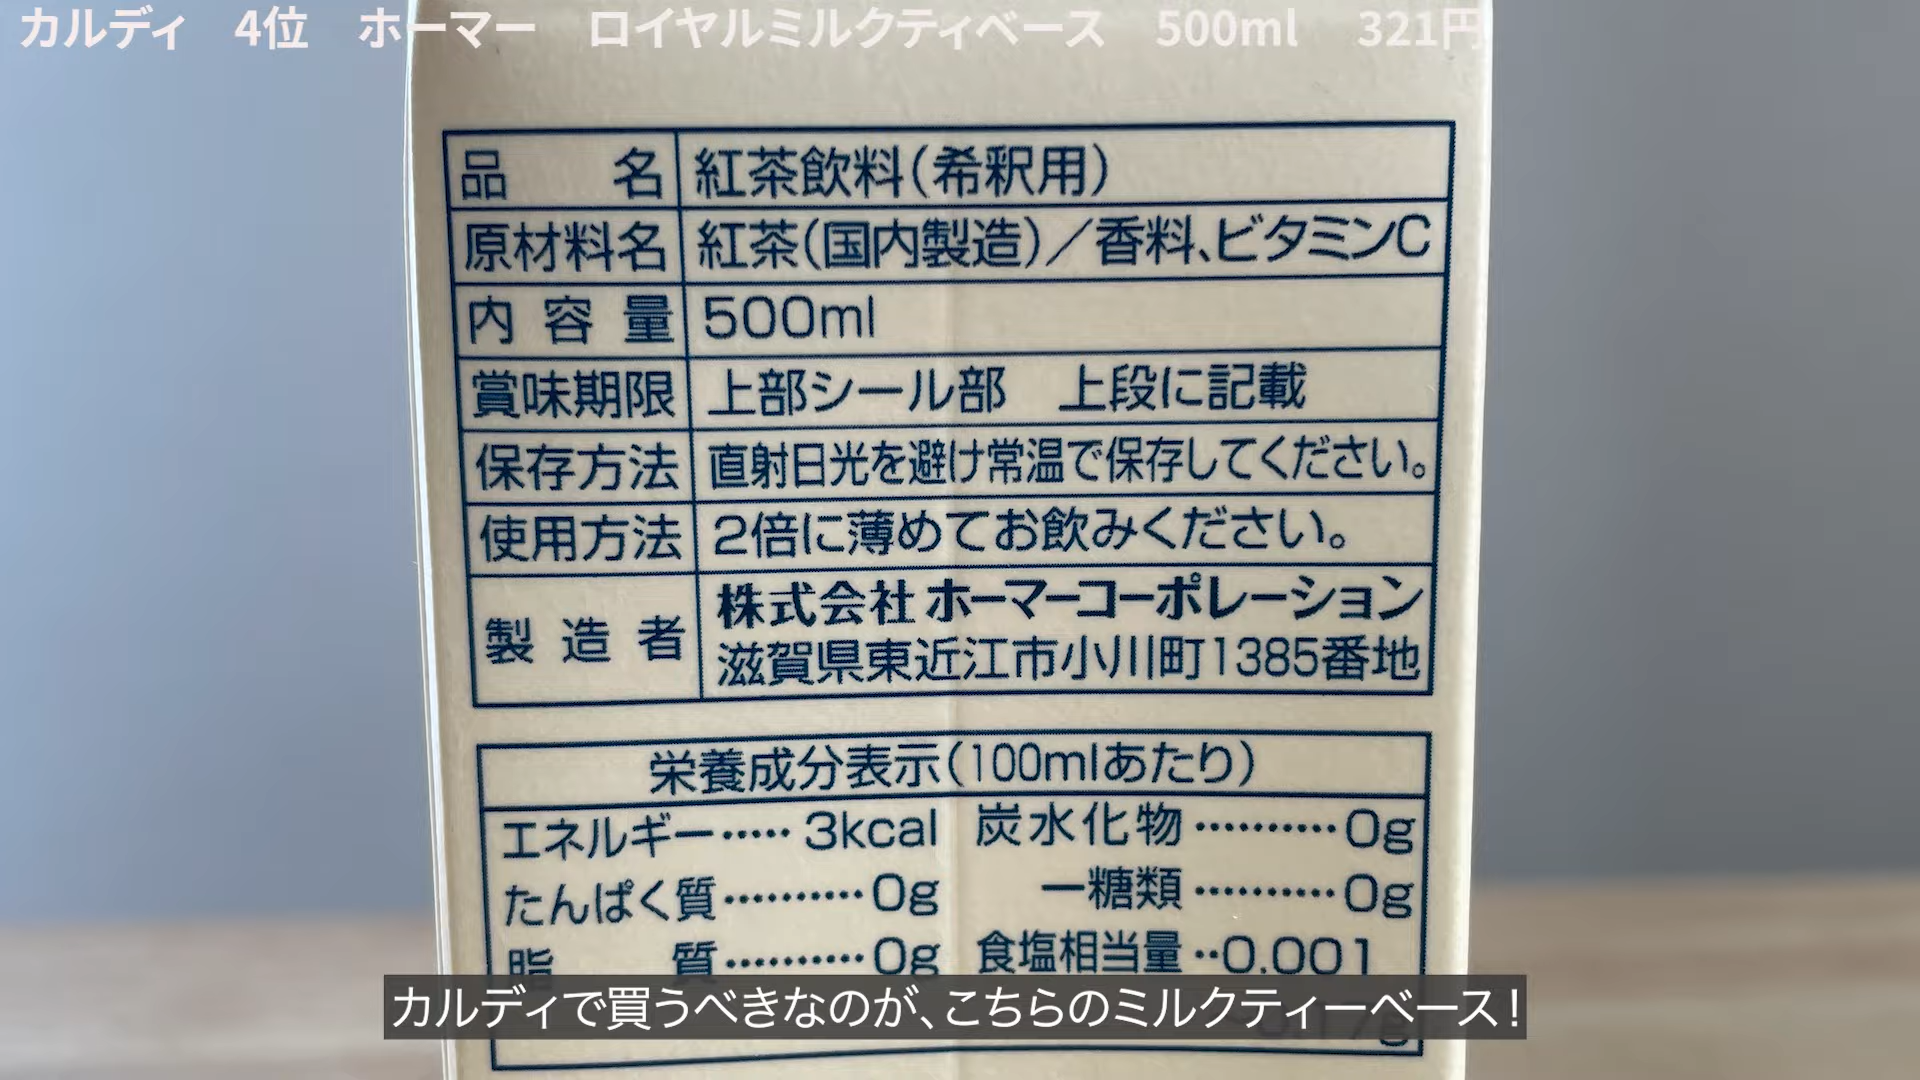 カルディ　4位　ホーマー　ロイヤルミルクティベース　500ml　321円
品名 紅茶飲料(希釈用)
原材料名 紅茶(国内製造)／香料、ビタミンC
内容量 500ml
賞味期限 上部シール部　上段に記載
保存方法 直射日光を避け常温で保存してください。
使用方法 2倍に薄めてお飲みください。
製造者 株式会社ホーマーコーポレーション
滋賀県東近江市小川町1385番地
栄養成分表示(100mlあたり)
エネルギー……3kcal 炭水化物…………0g
たんぱく質…………0g ー糖類…………0g
脂質…………0g 食塩相当量‥0.001
カルディで買うべきなのが、こちらのミルクティーベース！